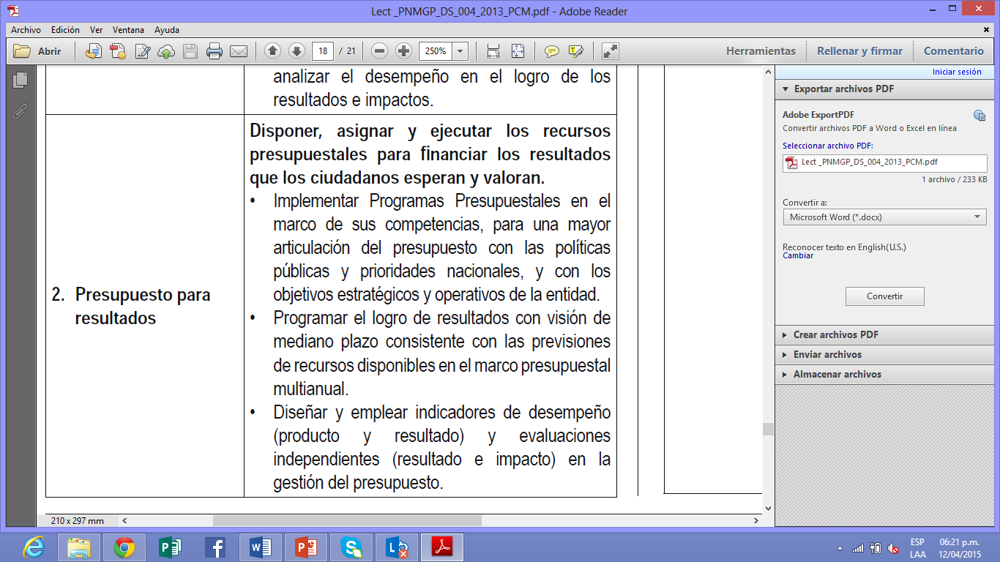 Lect _PNMGP_DS_004_2013_PCM.pdf - Adobe Reader
Archivo Edición Ver Ventana Ayuda
Abrir 18 / 21 250% Herramientas Rellenar y firmar Comentario
analizar el desempeño en el logro de los
resultados e impactos.
2. Presupuesto para
resultados
Disponer, asignar y ejecutar los recursos
presupuestales para financiar los resultados
que los ciudadanos esperan y valoran.
• Implementar Programas Presupuestales en el
marco de sus competencias, para una mayor
articulación del presupuesto con las políticas
públicas y prioridades nacionales, y con los
objetivos estratégicos y operativos de la entidad.
• Programar el logro de resultados con visión de
mediano plazo consistente con las previsiones
de recursos disponibles en el marco presupuestal
multianual.
• Diseñar y emplear indicadores de desempeño
(producto y resultado) y evaluaciones
independientes (resultado e impacto) en la
gestión del presupuesto.
210 x 297 mm
Iniciar sesión
Exportar archivos PDF
Adobe ExportPDF
Convertir archivos PDF a Word o Excel en línea
Seleccionar archivo PDF:
Lect _PNMGP_DS_004_2013_PCM.pdf
1 archivo / 233 KB
Convertir a:
Microsoft Word (*.docx)
Reconocer texto en English(U.S.)
Cambiar
Convertir
Crear archivos PDF
Enviar archivos
Almacenar archivos
ESP 06:21 p.m.
LAA 12/04/2015